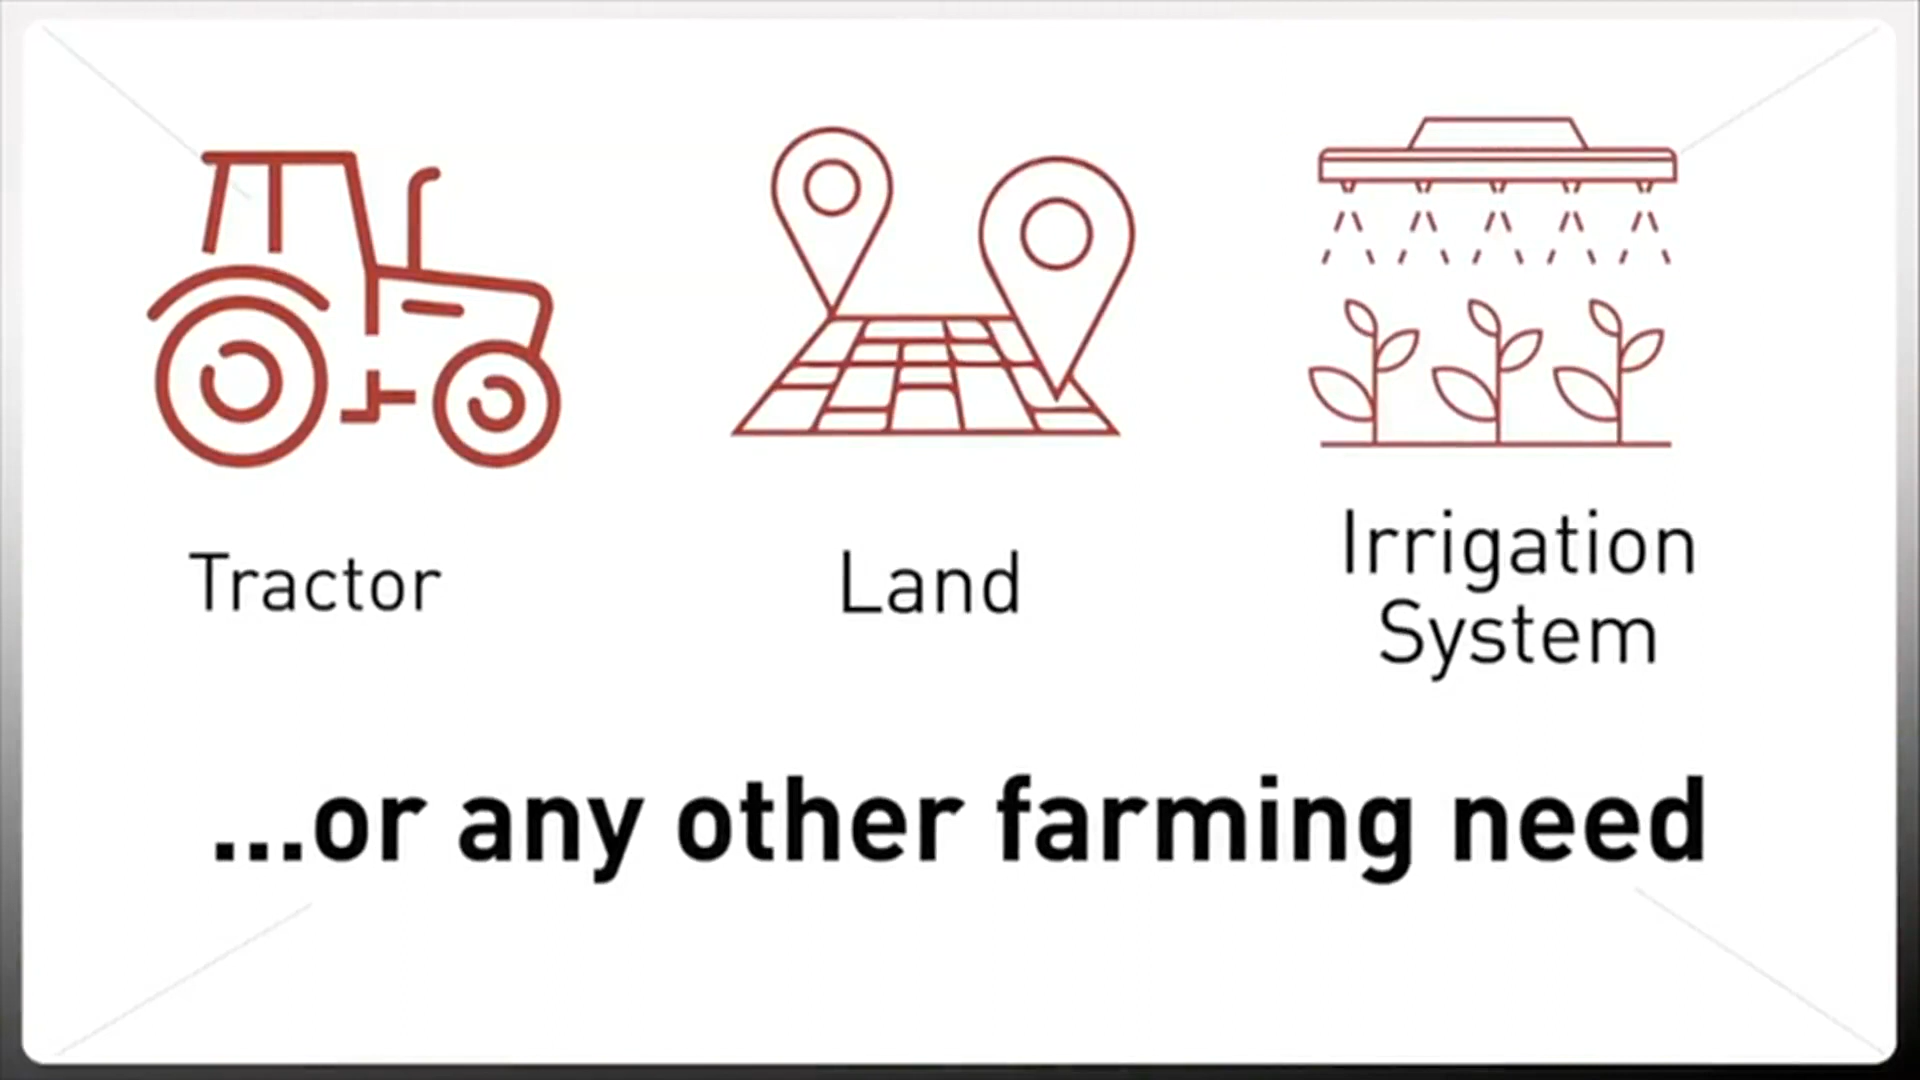 Tractor
Land
Irrigation
System
...or any other farming need